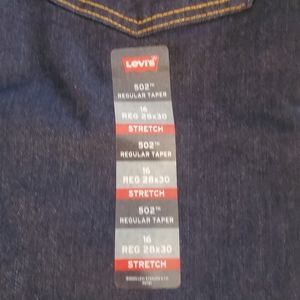 Levi's
502™
REGULAR TAPER
16
REG 28x30
STRETCH
502™
REGULAR TAPER
16
REG 28x30
STRETCH
502™
REGULAR TAPER
16
REG 28x30
STRETCH